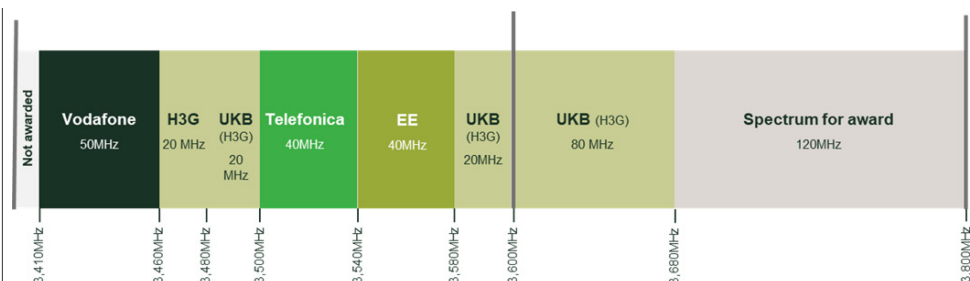 Not awarded
Vodafone
50MHz
H3G
20 MHz
UKB
(H3G)
20
MHz
Telefonica
40MHz
EE
40MHz
UKB
(H3G)
20MHz
UKB (H3G)
80 MHz
Spectrum for award
120MHz
3,410MHz
3,460MHz
3,480MHz
3,500MHz
3,540MHz
3,580MHz
3,600MHz
3,680MHz
3,800MHz